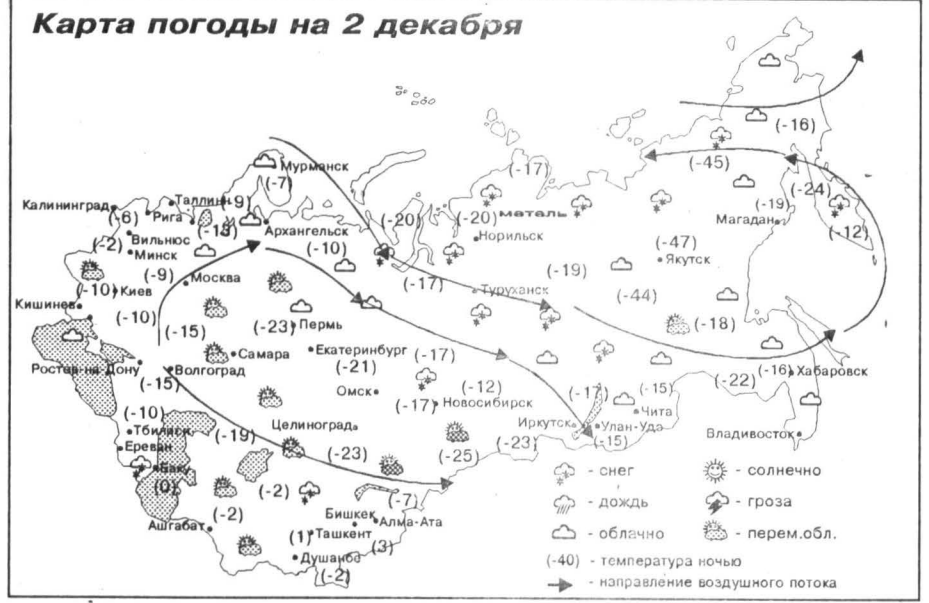 Карта погоды на 2 декабря
(-16)
(-45)
(-17)
Мурманск
(-7)
(-24)
(-19)
(-12)
Калининград
Таллинн
-9)
(-6)
Рига
(-13)
Архангельск
(-20)
(-20)
метель
Магадан
(-2)
Вильнюс
Минск
(-10)
Норильск
(-47)
Якутск
(-9)
Москва
(-17)
(-19)
Туруханск
(-44)
(-10)
Киев
Кишинев
(-10)
(-15)
(-23)
Пермь
(-18)
Самара
Екатеринбург
(-21)
(-17)
Ростов-на-Дону
(-15)
Волгоград
Омск
(-12)
(-17)
Новосибирск
(-17)
(-15)
(-22)
(-16)
Хабаровск
Чита
(-10)
Тбилиси
(-19)
Целиноград
Иркутск
Улан-Удэ
(-15)
Владивосток
Ереван
(-23)
(-25)
(-23)
Баку
(0)
(-2)
(-7)
Ашгабат
(-2)
Бишкек
Алма-Ата
(1)
Ташкент
(3)
Душанбе
(-2)
- снег
- солнечно
- дождь
- гроза
- облачно
- перем.обл.
(-40) - температура ночью
- направление воздушного потока